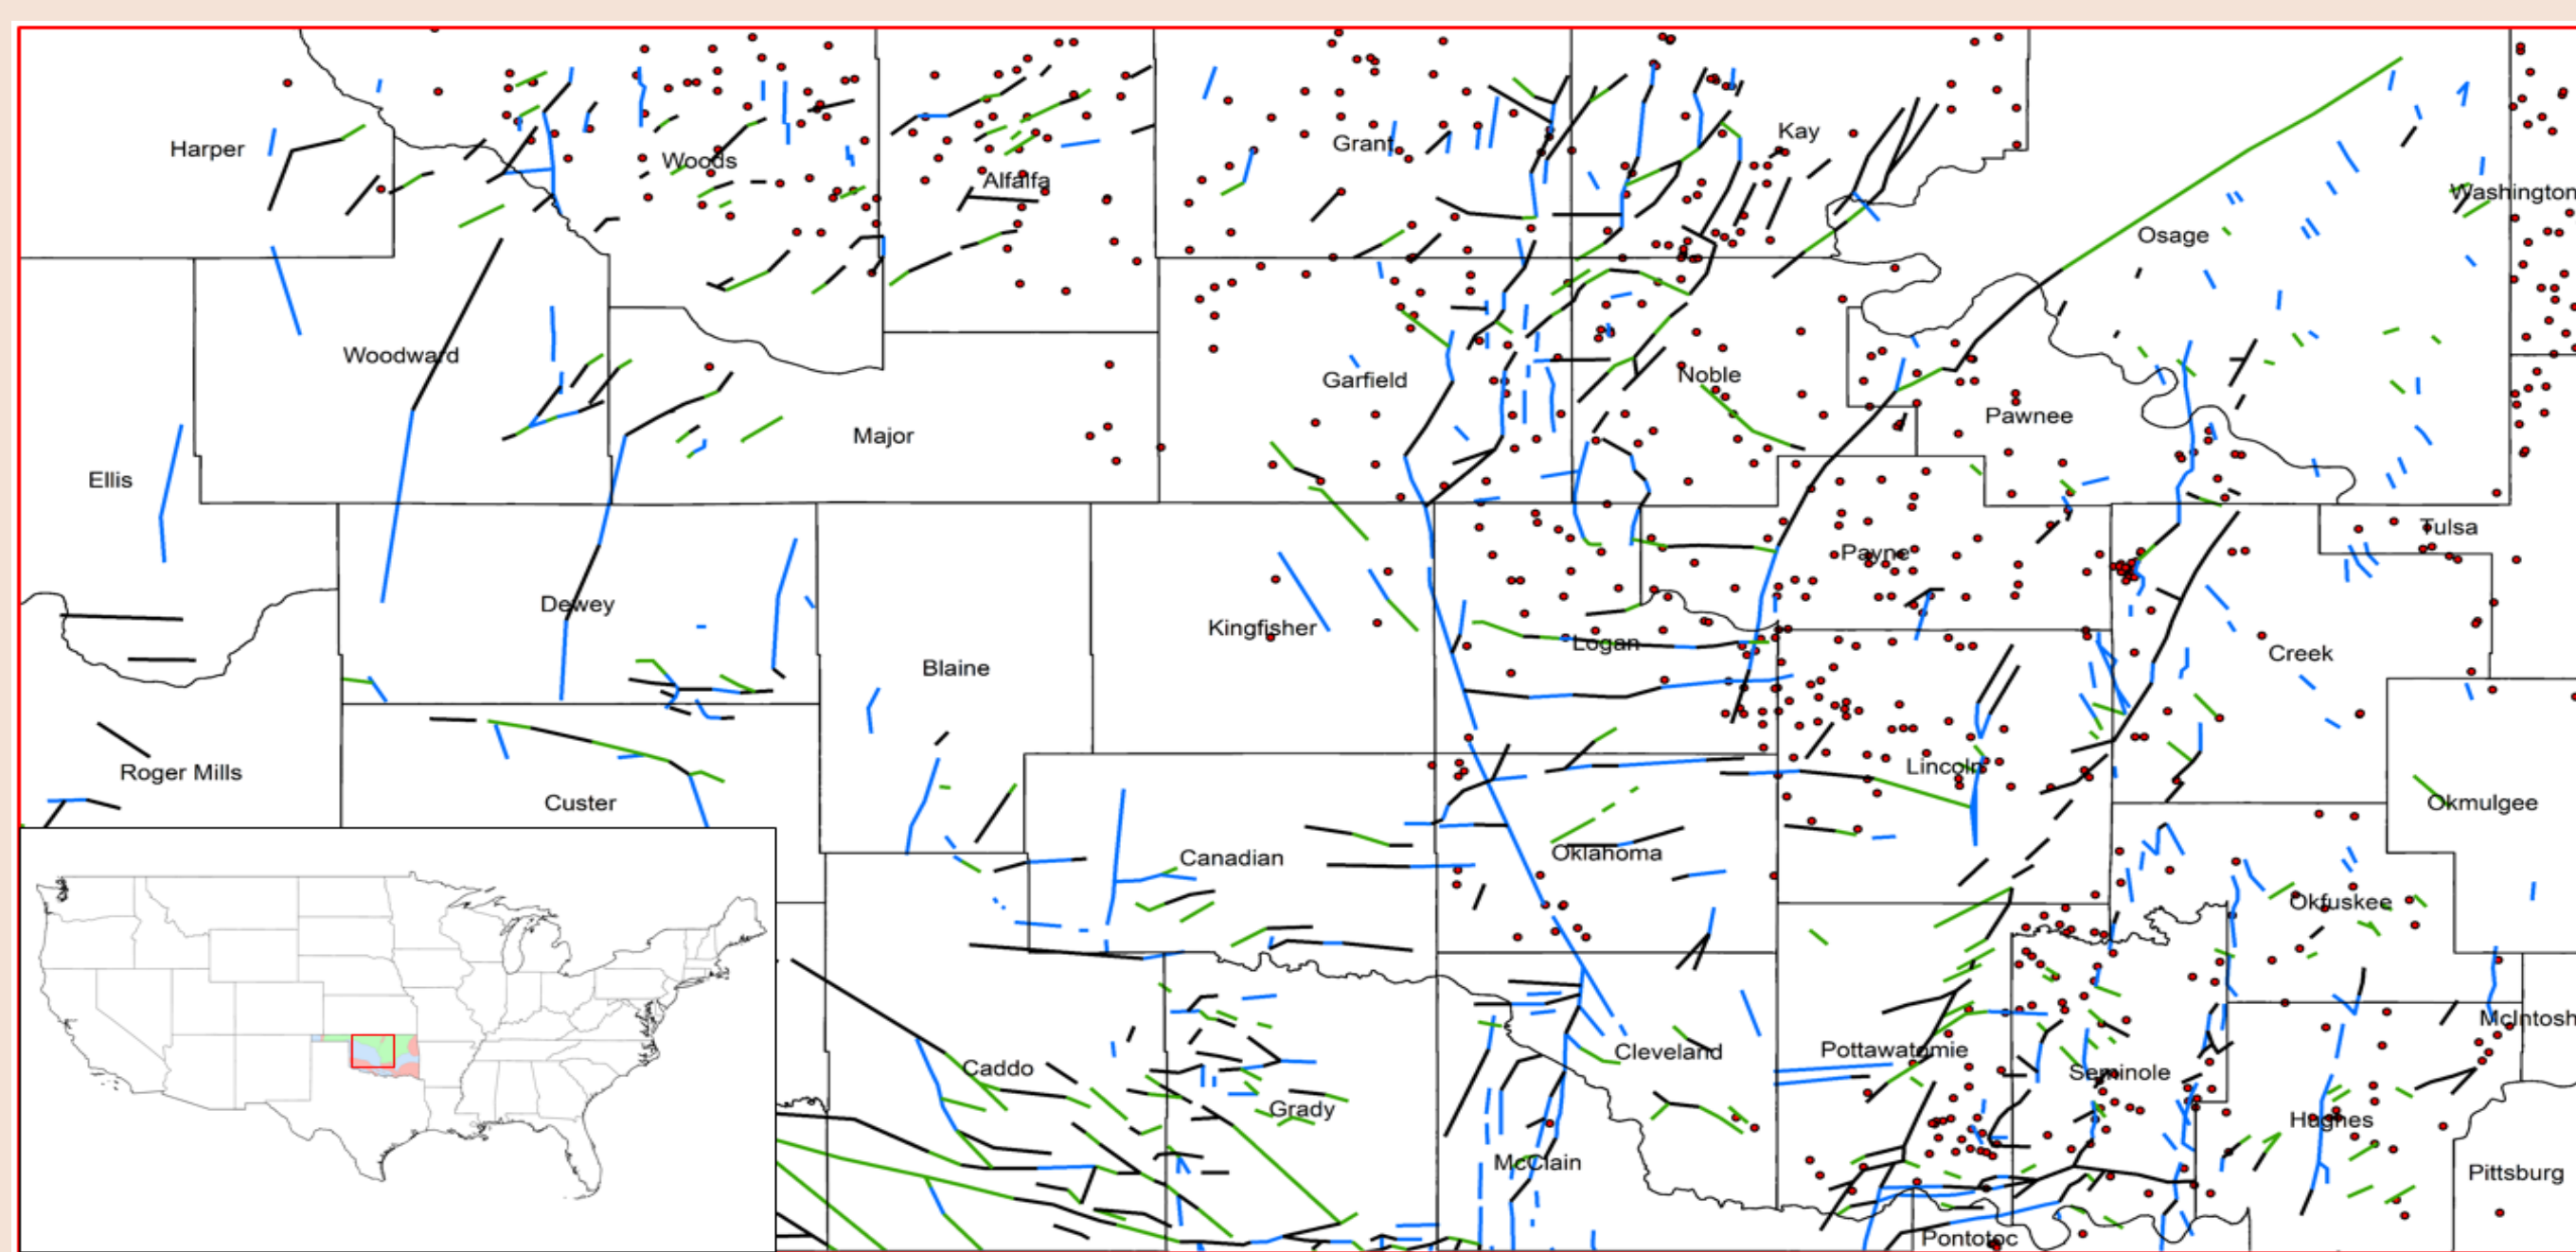 Harper
Woods
Alfalfa
Grant
Kay
Osage
Washington
Woodward
Major
Garfield
Noble
Pawnee
Ellis
Dewey
Blaine
Kingfisher
Logan
Payne
Tulsa
Creek
Roger Mills
Custer
Canadian
Oklahoma
Lincoln
Okmulgee
Okfuskee
Caddo
Grady
McClain
Cleveland
Pottawatomie
Seminole
McIntosh
Hughes
Pittsburg
Pontotoc